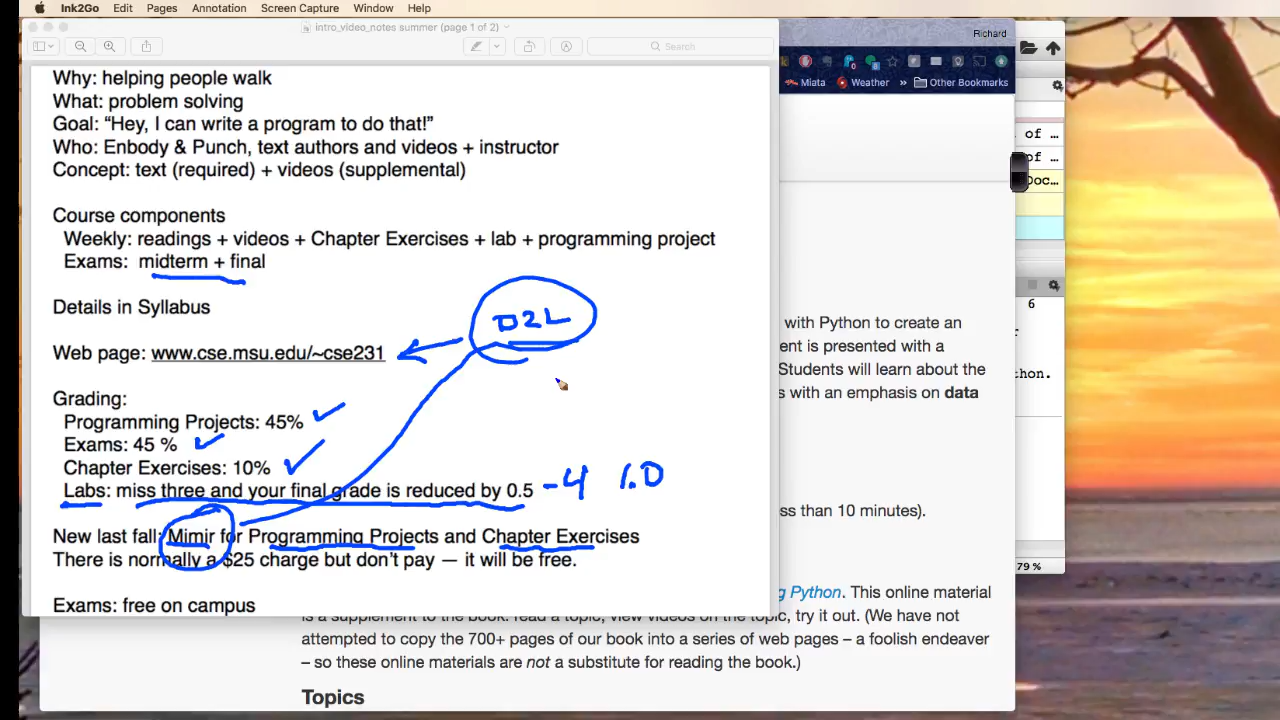 Ink2Go Edit Pages Annotation Screen Capture Window Help
intro_video_notes summer (page 1 of 2)
Search
Richard
Miata Weather » Other Bookmarks
Why: helping people walk
What: problem solving
Goal: “Hey, I can write a program to do that!”
Who: Enbody & Punch, text authors and videos + instructor
Concept: text (required) + videos (supplemental)
Course components
Weekly: readings + videos + Chapter Exercises + lab + programming project
Exams: midterm + final
Details in Syllabus
D2L
Web page: www.cse.msu.edu/~cse231
Grading:
Programming Projects: 45%
Exams: 45 %
Chapter Exercises: 10%
Labs: miss three and your final grade is reduced by 0.5 -4 1.0
New last fall: Mimir for Programming Projects and Chapter Exercises
There is normally a $25 charge but don’t pay — it will be free.
Exams: free on campus
of ...
of ...
Doc...
6
with Python to create an
ent is presented with a
Students will learn about the
s with an emphasis on data
thon.
ess than 10 minutes).
79 %
g Python. This online material
is a supplement to the book: read a topic, view videos on the topic, try it out. (We have not
attempted to copy the 700+ pages of our book into a series of web pages – a foolish endeaver
– so these online materials are not a substitute for reading the book.)
Topics